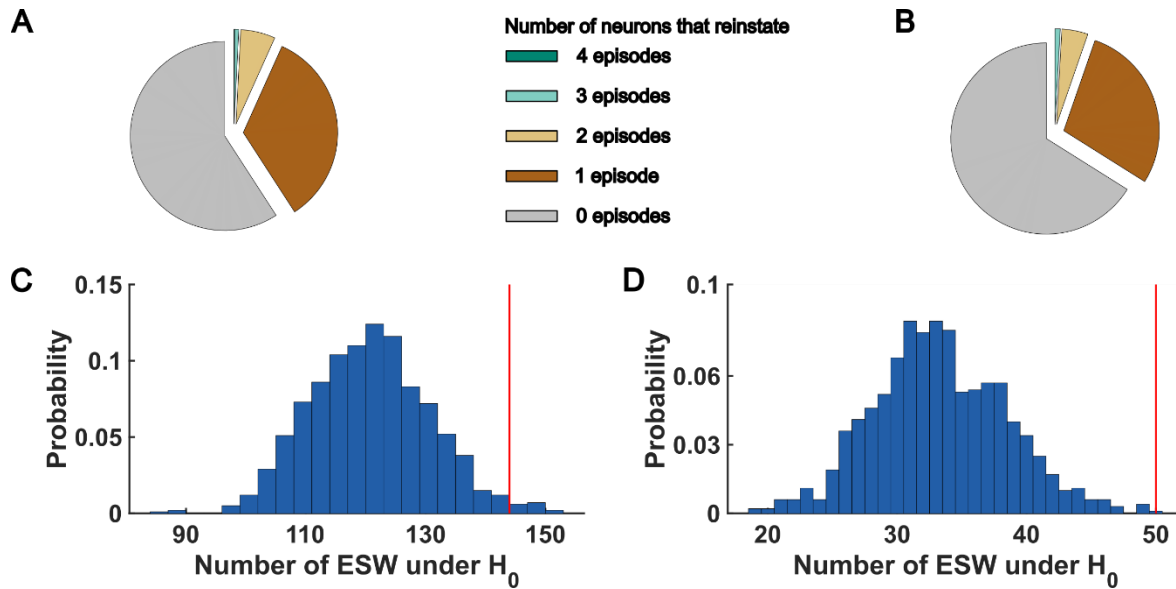 A
Number of neurons that reinstate
4 episodes
3 episodes
2 episodes
1 episode
0 episodes
B
C
0.15
0.1
0.05
0
Probability
90 110 130 150
Number of ESW under H0
D
0.1
0.06
0.03
0
Probability
20 30 40 50
Number of ESW under H0